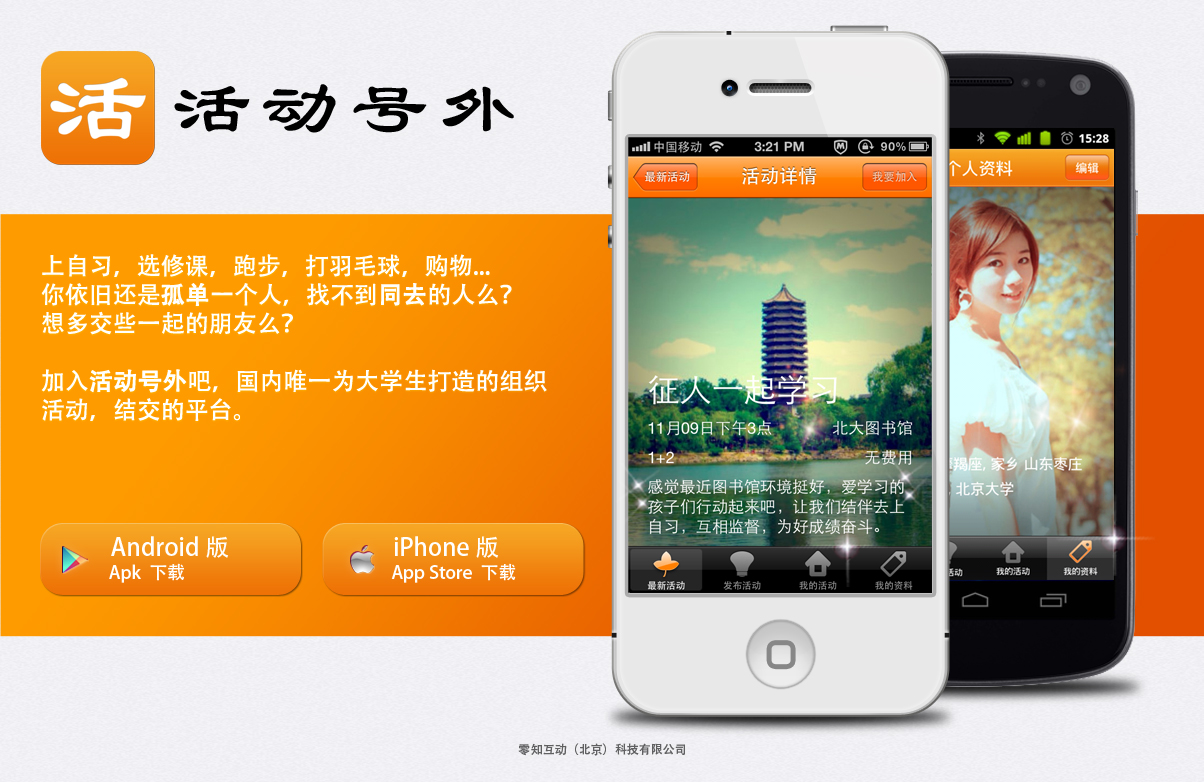 活
活动号外
上自习，选修课，跑步，打羽毛球，购物...
你依旧还是孤单一个人，找不到同去的人么？
想多交些一起的朋友么？
加入活动号外吧，国内唯一为大学生打造的组织
活动，结交的平台。
Android 版
Apk 下载
iPhone 版
App Store 下载
中国移动
3:21 PM
90%
最新活动
活动详情
我要加入
征人一起学习
11月09日下午3点
北大图书馆
1+2
无费用
感觉最近图书馆环境挺好，爱学习的
孩子们行动起来吧，让我们结伴去上
自习，互相监督，为好成绩奋斗。
最新活动
发布活动
我的活动
我的资料
15:28
个人资料
编辑
羯座, 家乡 山东枣庄
, 北京大学
活动
我的活动
我的资料
零知互动（北京）科技有限公司